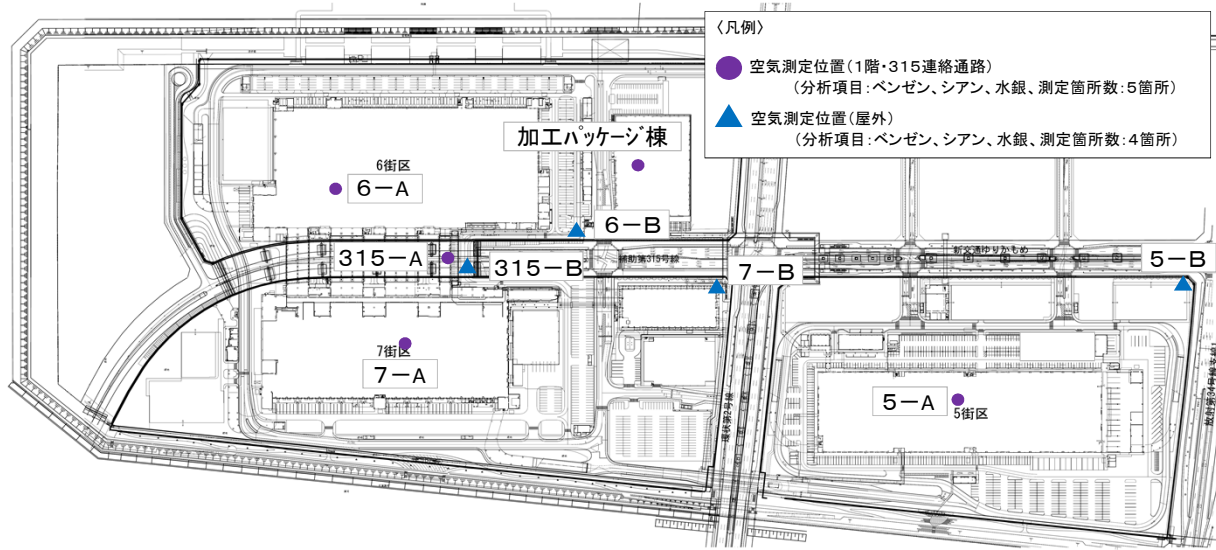 〈凡例〉
空気測定位置(1階・315連絡通路)
(分析項目:ベンゼン、シアン、水銀、測定箇所数:5箇所)
空気測定位置(屋外)
(分析項目:ベンゼン、シアン、水銀、測定箇所数:4箇所)
加工パッケージ棟
6街区
6-A
6-B
315-A
315-B
補助第315号線
新交通ゆりかもめ
7-B
5-B
7街区
7-A
5-A
5街区
環状第2号線
放射第34号線支線1